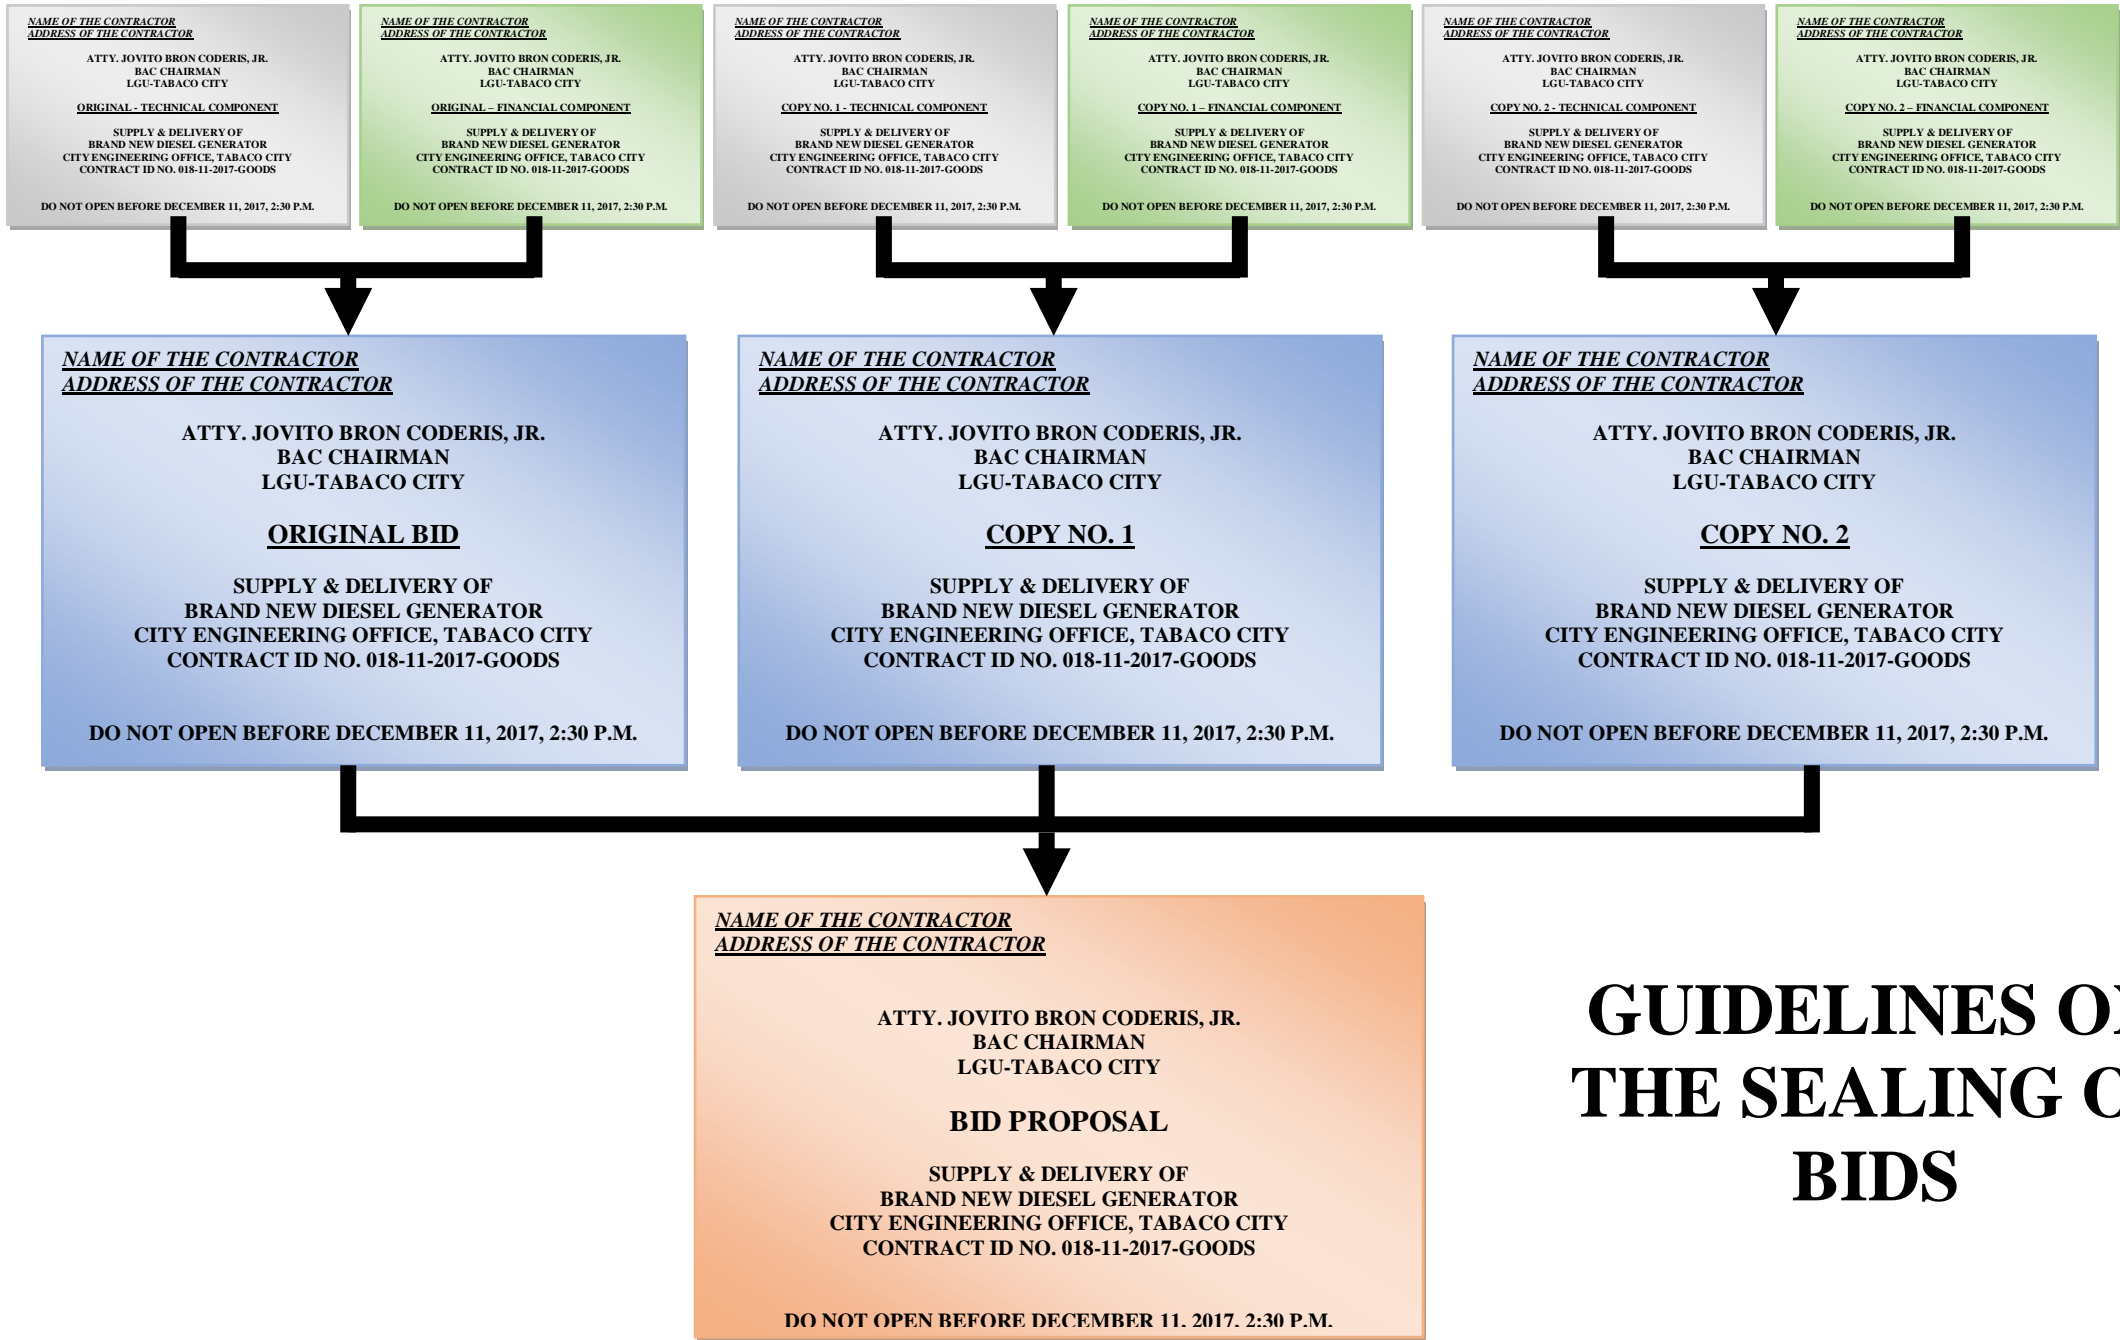 NAME OF THE CONTRACTOR
ADDRESS OF THE CONTRACTOR
ATTY. JOVITO BRON CODERIS, JR.
BAC CHAIRMAN
LGU-TABACO CITY
ORIGINAL - TECHNICAL COMPONENT
SUPPLY & DELIVERY OF
BRAND NEW DIESEL GENERATOR
CITY ENGINEERING OFFICE, TABACO CITY
CONTRACT ID NO. 018-11-2017-GOODS
DO NOT OPEN BEFORE DECEMBER 11, 2017, 2:30 P.M.
NAME OF THE CONTRACTOR
ADDRESS OF THE CONTRACTOR
ATTY. JOVITO BRON CODERIS, JR.
BAC CHAIRMAN
LGU-TABACO CITY
ORIGINAL – FINANCIAL COMPONENT
SUPPLY & DELIVERY OF
BRAND NEW DIESEL GENERATOR
CITY ENGINEERING OFFICE, TABACO CITY
CONTRACT ID NO. 018-11-2017-GOODS
DO NOT OPEN BEFORE DECEMBER 11, 2017, 2:30 P.M.
NAME OF THE CONTRACTOR
ADDRESS OF THE CONTRACTOR
ATTY. JOVITO BRON CODERIS, JR.
BAC CHAIRMAN
LGU-TABACO CITY
COPY NO. 1 - TECHNICAL COMPONENT
SUPPLY & DELIVERY OF
BRAND NEW DIESEL GENERATOR
CITY ENGINEERING OFFICE, TABACO CITY
CONTRACT ID NO. 018-11-2017-GOODS
DO NOT OPEN BEFORE DECEMBER 11, 2017, 2:30 P.M.
NAME OF THE CONTRACTOR
ADDRESS OF THE CONTRACTOR
ATTY. JOVITO BRON CODERIS, JR.
BAC CHAIRMAN
LGU-TABACO CITY
COPY NO. 1 – FINANCIAL COMPONENT
SUPPLY & DELIVERY OF
BRAND NEW DIESEL GENERATOR
CITY ENGINEERING OFFICE, TABACO CITY
CONTRACT ID NO. 018-11-2017-GOODS
DO NOT OPEN BEFORE DECEMBER 11, 2017, 2:30 P.M.
NAME OF THE CONTRACTOR
ADDRESS OF THE CONTRACTOR
ATTY. JOVITO BRON CODERIS, JR.
BAC CHAIRMAN
LGU-TABACO CITY
COPY NO. 2 - TECHNICAL COMPONENT
SUPPLY & DELIVERY OF
BRAND NEW DIESEL GENERATOR
CITY ENGINEERING OFFICE, TABACO CITY
CONTRACT ID NO. 018-11-2017-GOODS
DO NOT OPEN BEFORE DECEMBER 11, 2017, 2:30 P.M.
NAME OF THE CONTRACTOR
ADDRESS OF THE CONTRACTOR
ATTY. JOVITO BRON CODERIS, JR.
BAC CHAIRMAN
LGU-TABACO CITY
COPY NO. 2 – FINANCIAL COMPONENT
SUPPLY & DELIVERY OF
BRAND NEW DIESEL GENERATOR
CITY ENGINEERING OFFICE, TABACO CITY
CONTRACT ID NO. 018-11-2017-GOODS
DO NOT OPEN BEFORE DECEMBER 11, 2017, 2:30 P.M.
NAME OF THE CONTRACTOR
ADDRESS OF THE CONTRACTOR
ATTY. JOVITO BRON CODERIS, JR.
BAC CHAIRMAN
LGU-TABACO CITY
ORIGINAL BID
SUPPLY & DELIVERY OF
BRAND NEW DIESEL GENERATOR
CITY ENGINEERING OFFICE, TABACO CITY
CONTRACT ID NO. 018-11-2017-GOODS
DO NOT OPEN BEFORE DECEMBER 11, 2017, 2:30 P.M.
NAME OF THE CONTRACTOR
ADDRESS OF THE CONTRACTOR
ATTY. JOVITO BRON CODERIS, JR.
BAC CHAIRMAN
LGU-TABACO CITY
COPY NO. 1
SUPPLY & DELIVERY OF
BRAND NEW DIESEL GENERATOR
CITY ENGINEERING OFFICE, TABACO CITY
CONTRACT ID NO. 018-11-2017-GOODS
DO NOT OPEN BEFORE DECEMBER 11, 2017, 2:30 P.M.
NAME OF THE CONTRACTOR
ADDRESS OF THE CONTRACTOR
ATTY. JOVITO BRON CODERIS, JR.
BAC CHAIRMAN
LGU-TABACO CITY
COPY NO. 2
SUPPLY & DELIVERY OF
BRAND NEW DIESEL GENERATOR
CITY ENGINEERING OFFICE, TABACO CITY
CONTRACT ID NO. 018-11-2017-GOODS
DO NOT OPEN BEFORE DECEMBER 11, 2017, 2:30 P.M.
NAME OF THE CONTRACTOR
ADDRESS OF THE CONTRACTOR
ATTY. JOVITO BRON CODERIS, JR.
BAC CHAIRMAN
LGU-TABACO CITY
BID PROPOSAL
SUPPLY & DELIVERY OF
BRAND NEW DIESEL GENERATOR
CITY ENGINEERING OFFICE, TABACO CITY
CONTRACT ID NO. 018-11-2017-GOODS
DO NOT OPEN BEFORE DECEMBER 11, 2017, 2:30 P.M.
GUIDELINES
THE SEALING
BIDS